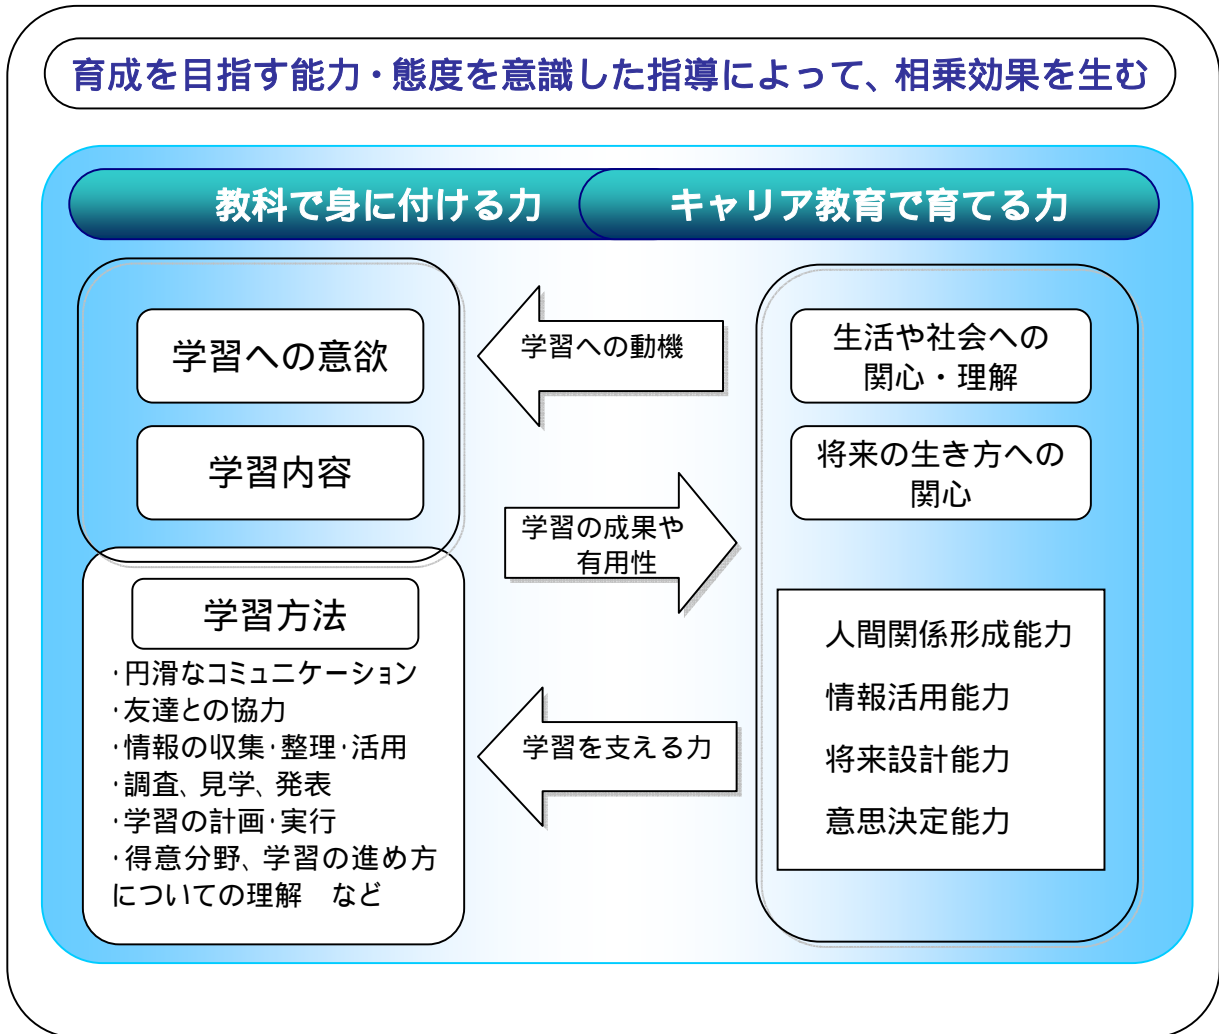 育成を目指す能力・態度を意識した指導によって、相乗効果を生む
教科で身に付ける力
キャリア教育で育てる力
学習への意欲
学習内容
学習方法
・円滑なコミュニケーション
・友達との協力
・情報の収集・整理・活用
・調査、見学、発表
・学習の計画・実行
・得意分野、学習の進め方
についての理解　など
学習への動機
学習の成果や
有用性
学習を支える力
生活や社会への
関心・理解
将来の生き方への
関心
人間関係形成能力
情報活用能力
将来設計能力
意思決定能力